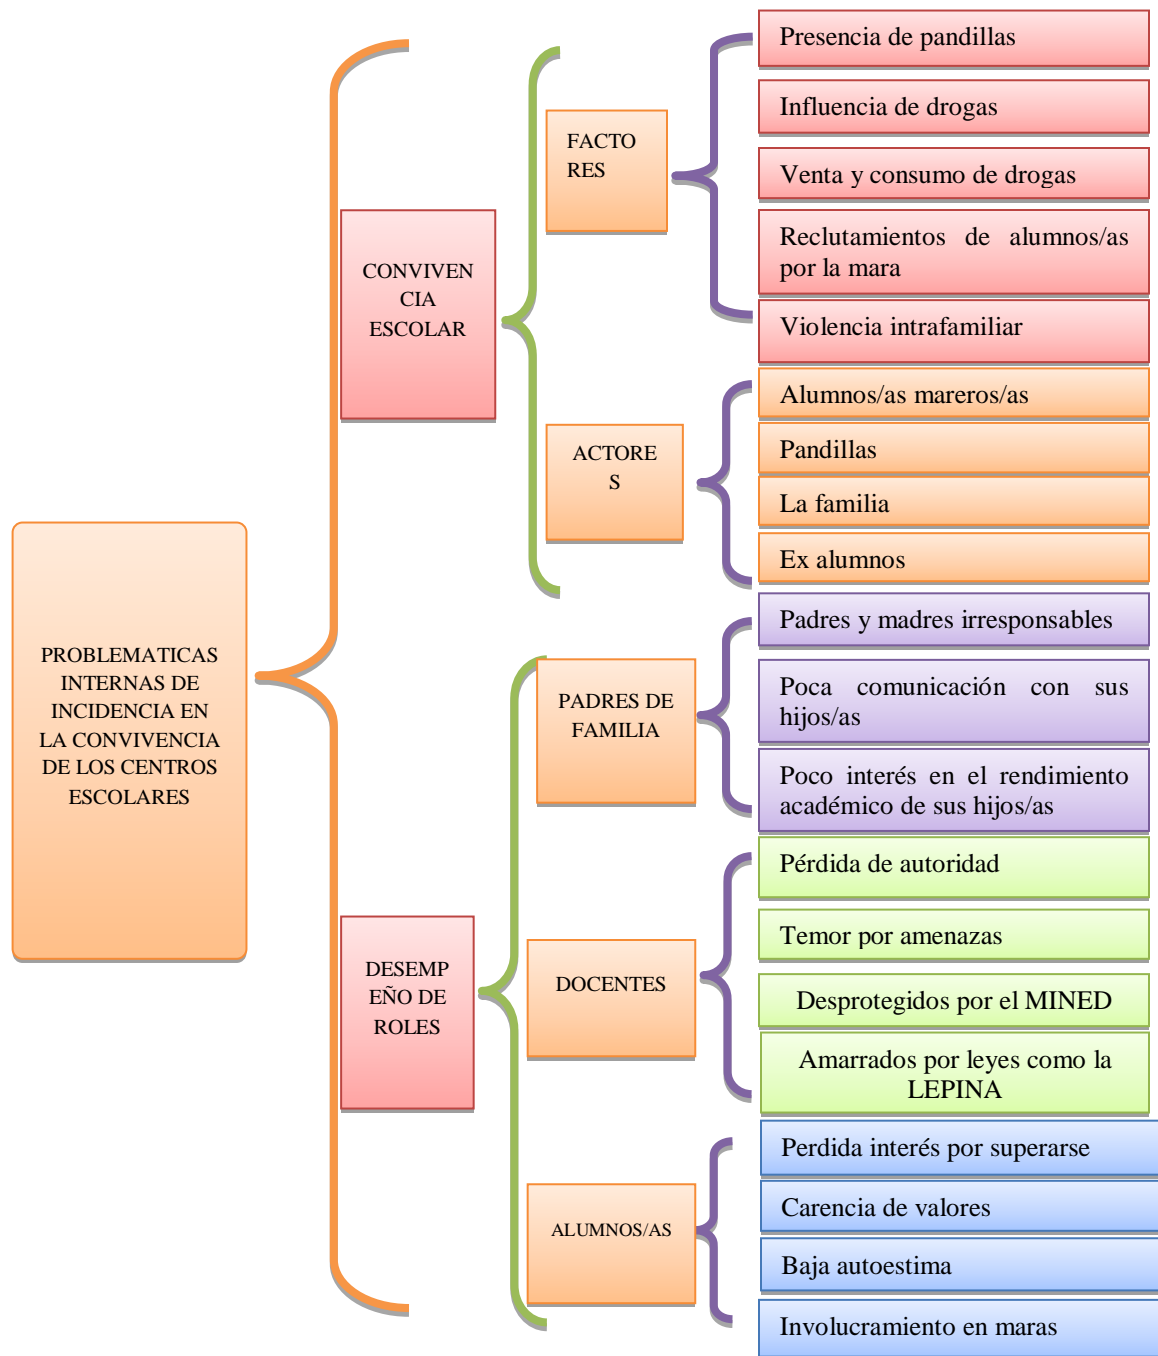 PROBLEMATICAS
INTERNAS DE
INCIDENCIA EN
LA CONVIVENCIA
DE LOS CENTROS
ESCOLARES
CONVIVEN
CIA
ESCOLAR
FACTO
RES
Presencia de pandillas
Influencia de drogas
Venta y consumo de drogas
Reclutamientos de alumnos/as
por la mara
Violencia intrafamiliar
ACTORE
S
Alumnos/as mareros/as
Pandillas
La familia
Ex alumnos
DESEMP
EÑO DE
ROLES
PADRES DE
FAMILIA
Padres y madres irresponsables
Poca comunicación con sus
hijos/as
Poco interés en el rendimiento
académico de sus hijos/as
DOCENTES
Pérdida de autoridad
Temor por amenazas
Desprotegidos por el MINED
Amarrados por leyes como la
LEPINA
ALUMNOS/AS
Perdida interés por superarse
Carencia de valores
Baja autoestima
Involucramiento en maras